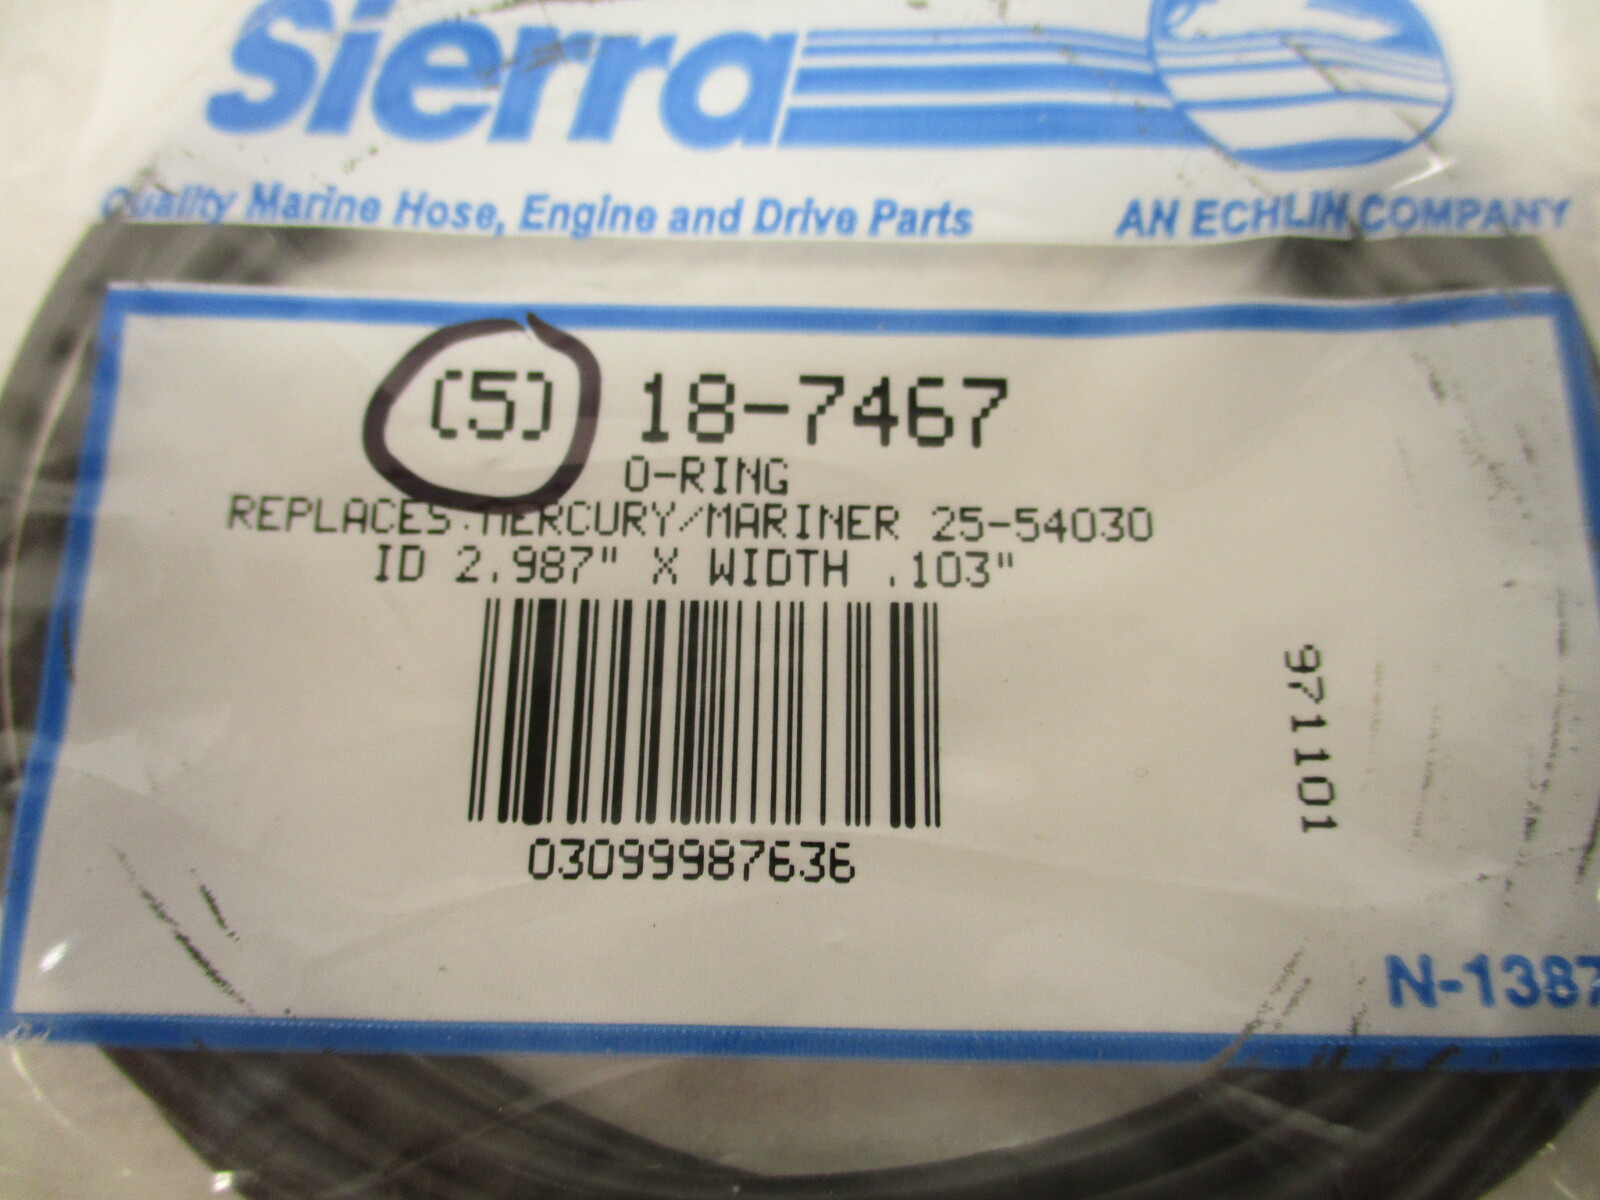 Sierra
Quality Marine Hose, Engine and Drive Parts
AN ECHLIN COMPANY
(5) 18-7467
O-RING
REPLACES MERCURY/MARINER 25-54030
ID 2.987" X WIDTH .103"
03099987636
971101
N-1387